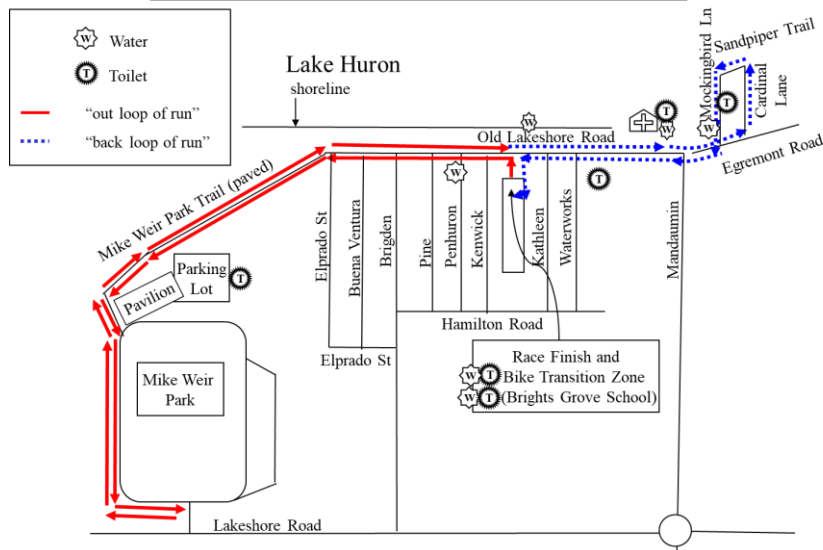 W Water
T Toilet
“out loop of run”
“back loop of run”
Lake Huron
shoreline
W
T
W
W
T
Mockingbird Ln
Sandpiper Trail
Cardinal
Lane
Old Lakeshore Road
Egremont Road
Mike Weir Park Trail (paved)
W
T
Elprado St
Buena Ventura
Brigden
Pine
Penhuron
Kenwick
Kathleen
Waterworks
Mandaumin
Parking
Lot
T
Pavilion
Hamilton Road
Elprado St
Mike Weir
Park
Race Finish and
W T Bike Transition Zone
W T (Brights Grove School)
Lakeshore Road